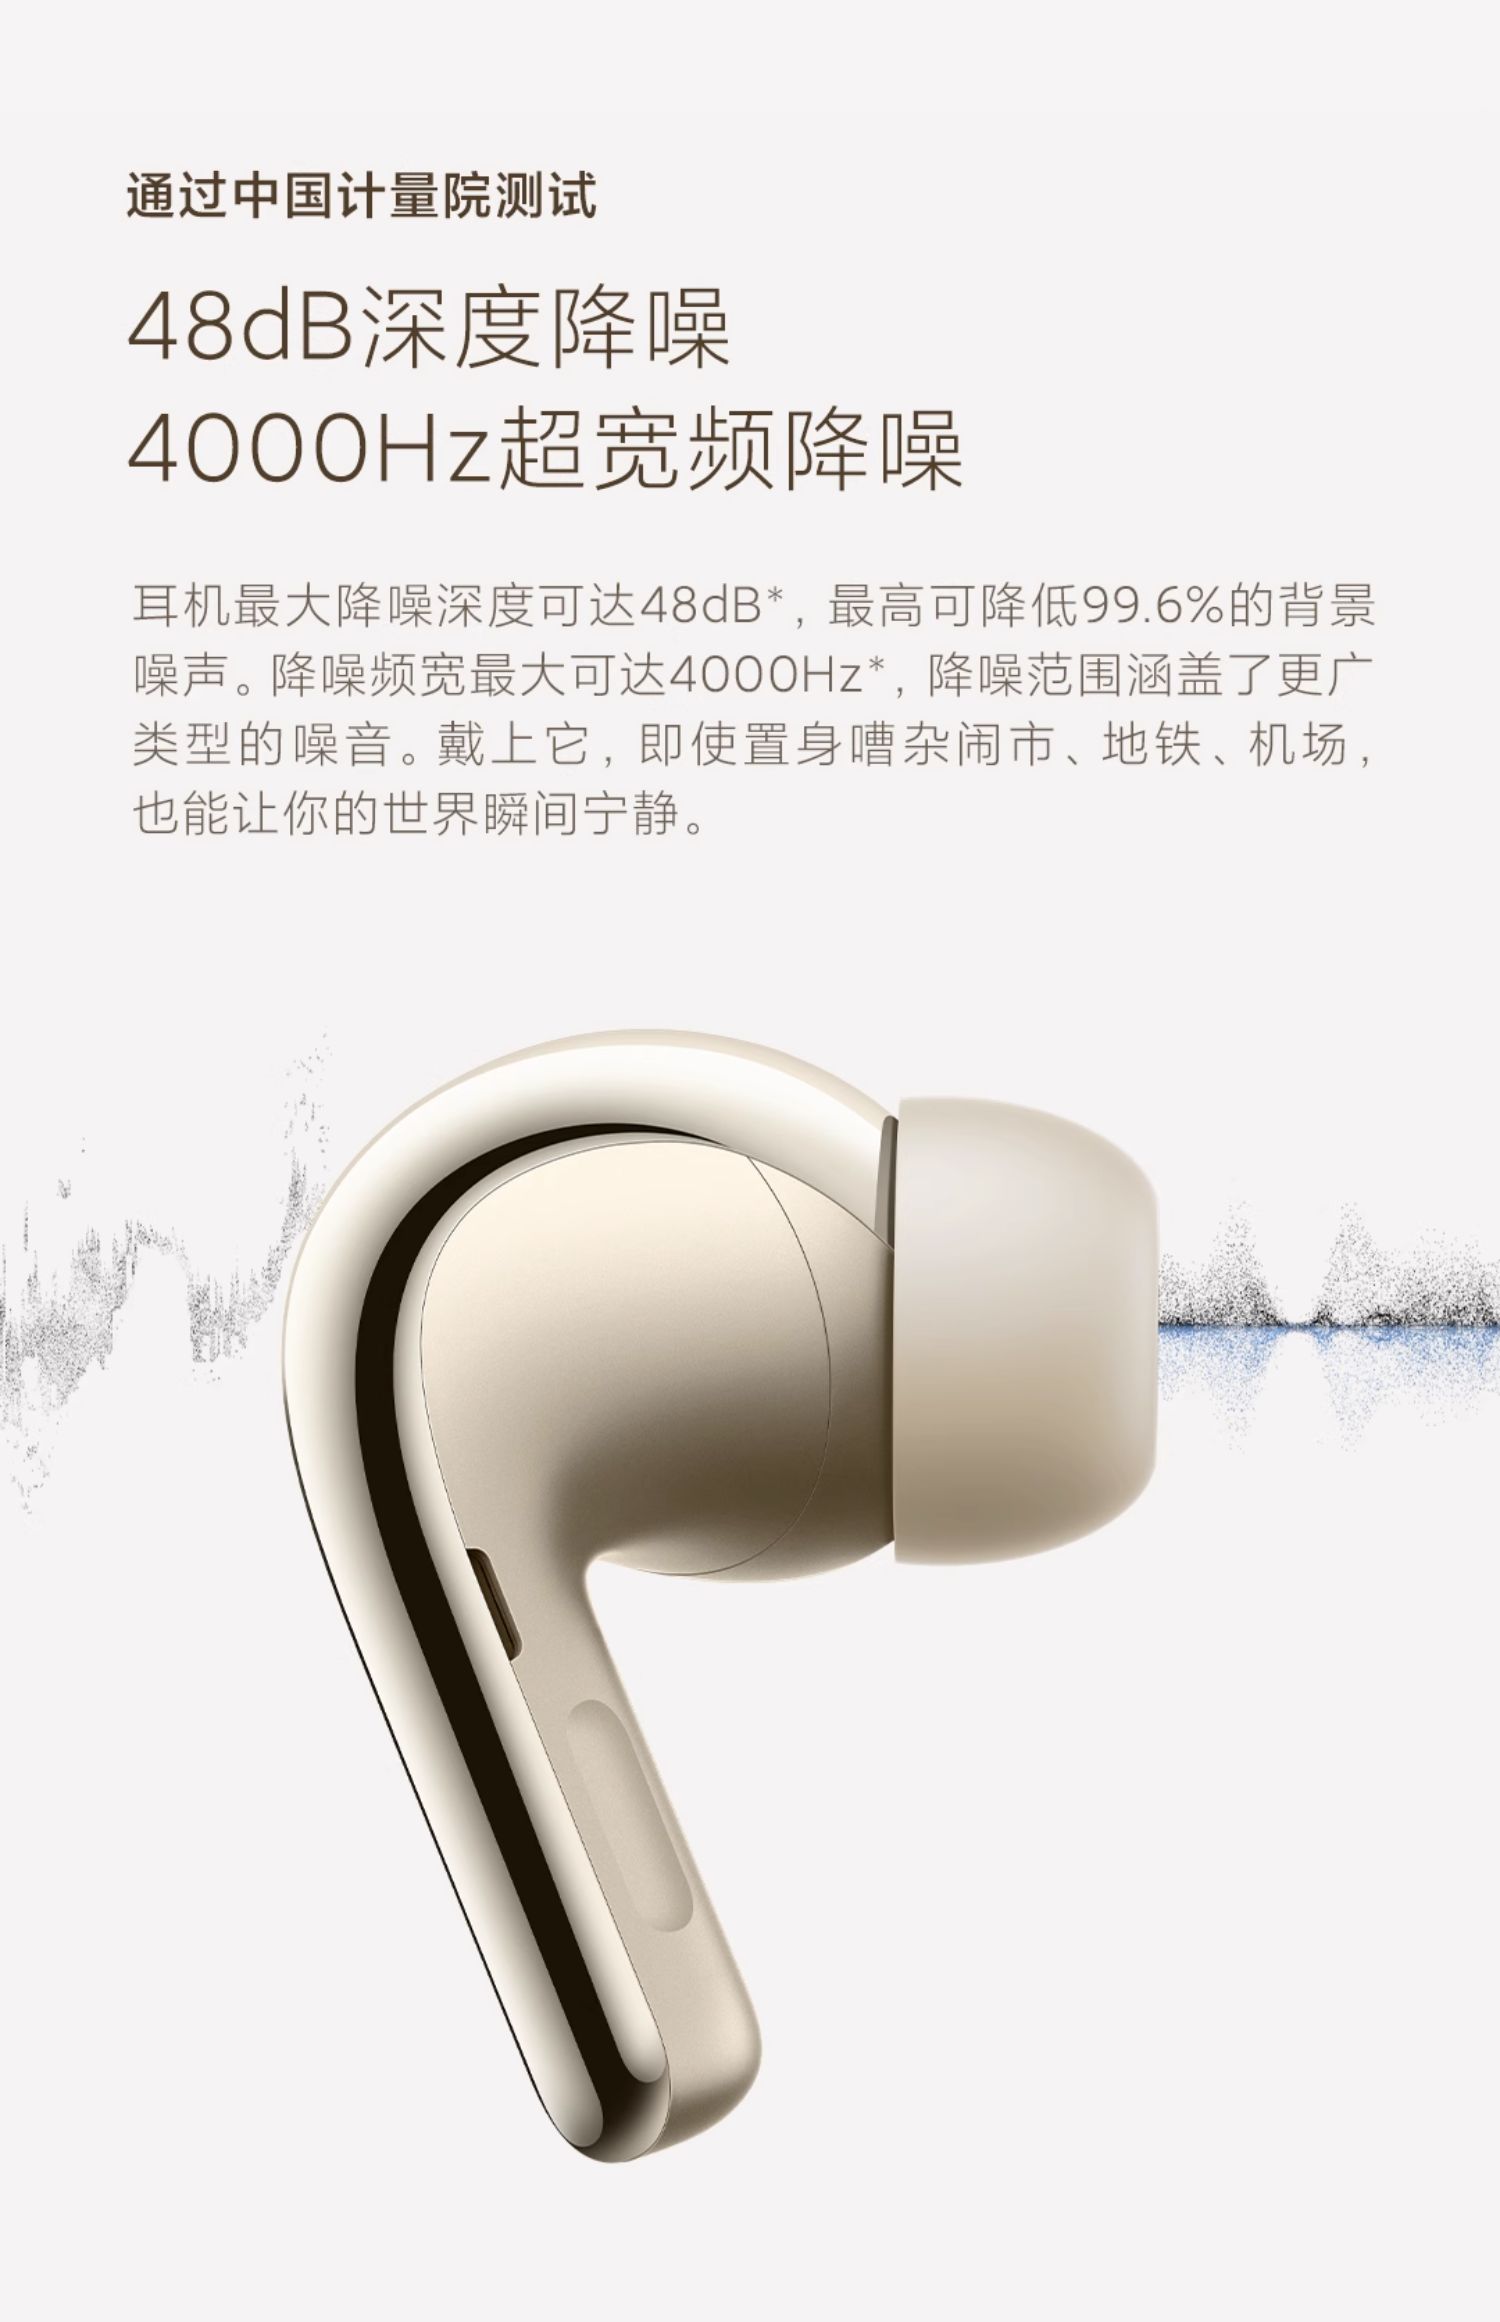 通过中国计量院测试
48dB深度降噪
4000Hz超宽频降噪
耳机最大降噪深度可达48dB*，最高可降低99.6%的背景
噪声。降噪频宽最大可达4000Hz*，降噪范围涵盖了更广
类型的噪音。戴上它，即使置身嘈杂闹市、地铁、机场，
也能让你的世界瞬间宁静。